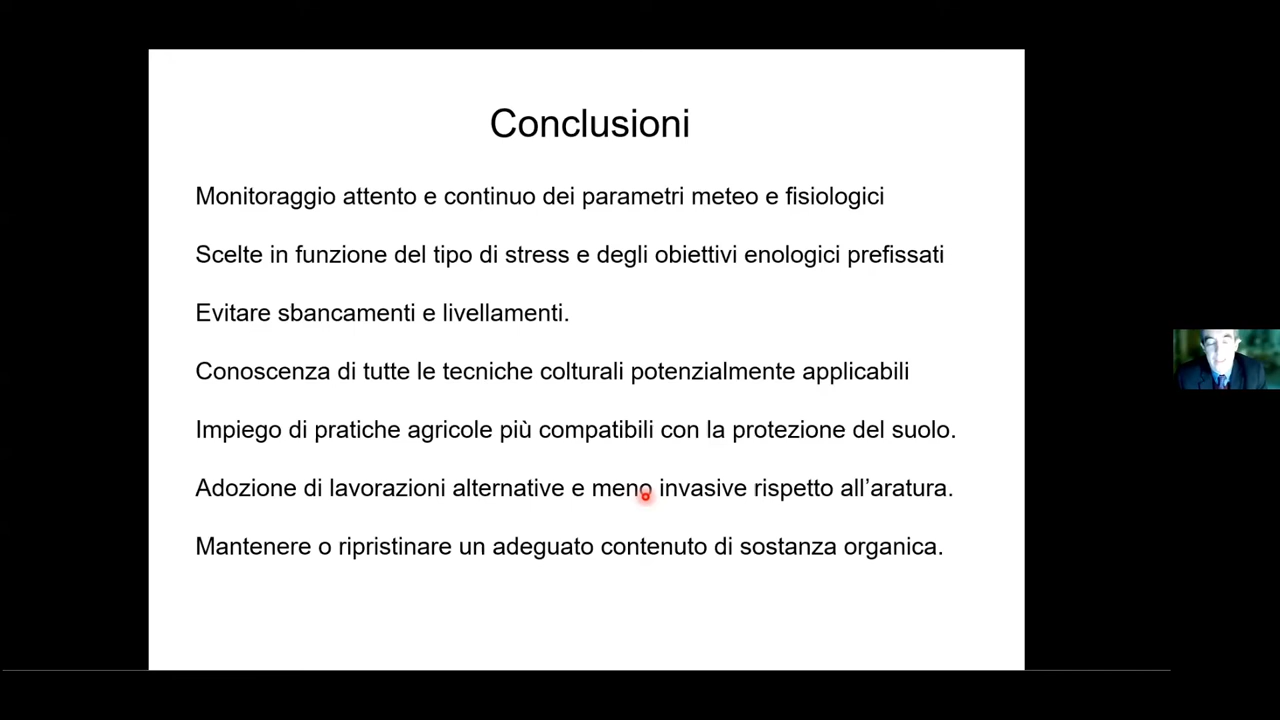 Conclusioni
Monitoraggio attento e continuo dei parametri meteo e fisiologici
Scelte in funzione del tipo di stress e degli obiettivi enologici prefissati
Evitare sbancamenti e livellamenti.
Conoscenza di tutte le tecniche colturali potenzialmente applicabili
Impiego di pratiche agricole più compatibili con la protezione del suolo.
Adozione di lavorazioni alternative e meno invasive rispetto all’aratura.
Mantenere o ripristinare un adeguato contenuto di sostanza organica.